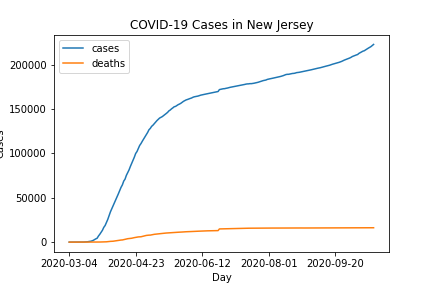 COVID-19 Cases in New Jersey
cases
deaths
200000
150000
100000
50000
0
cases
2020-03-04 2020-04-23 2020-06-12 2020-08-01 2020-09-20
Day